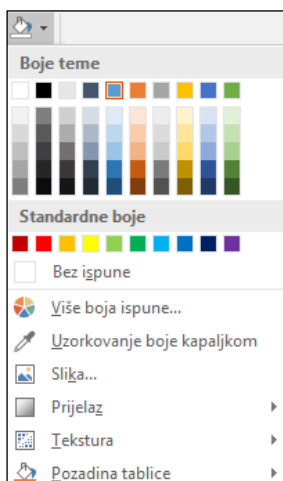 Boje teme
Standardne boje
Bez ispune
Više boja ispune...
Uzorkovanje boje kapaljkom
Slika...
Prijelaz
Tekstura
Pozadina tablice